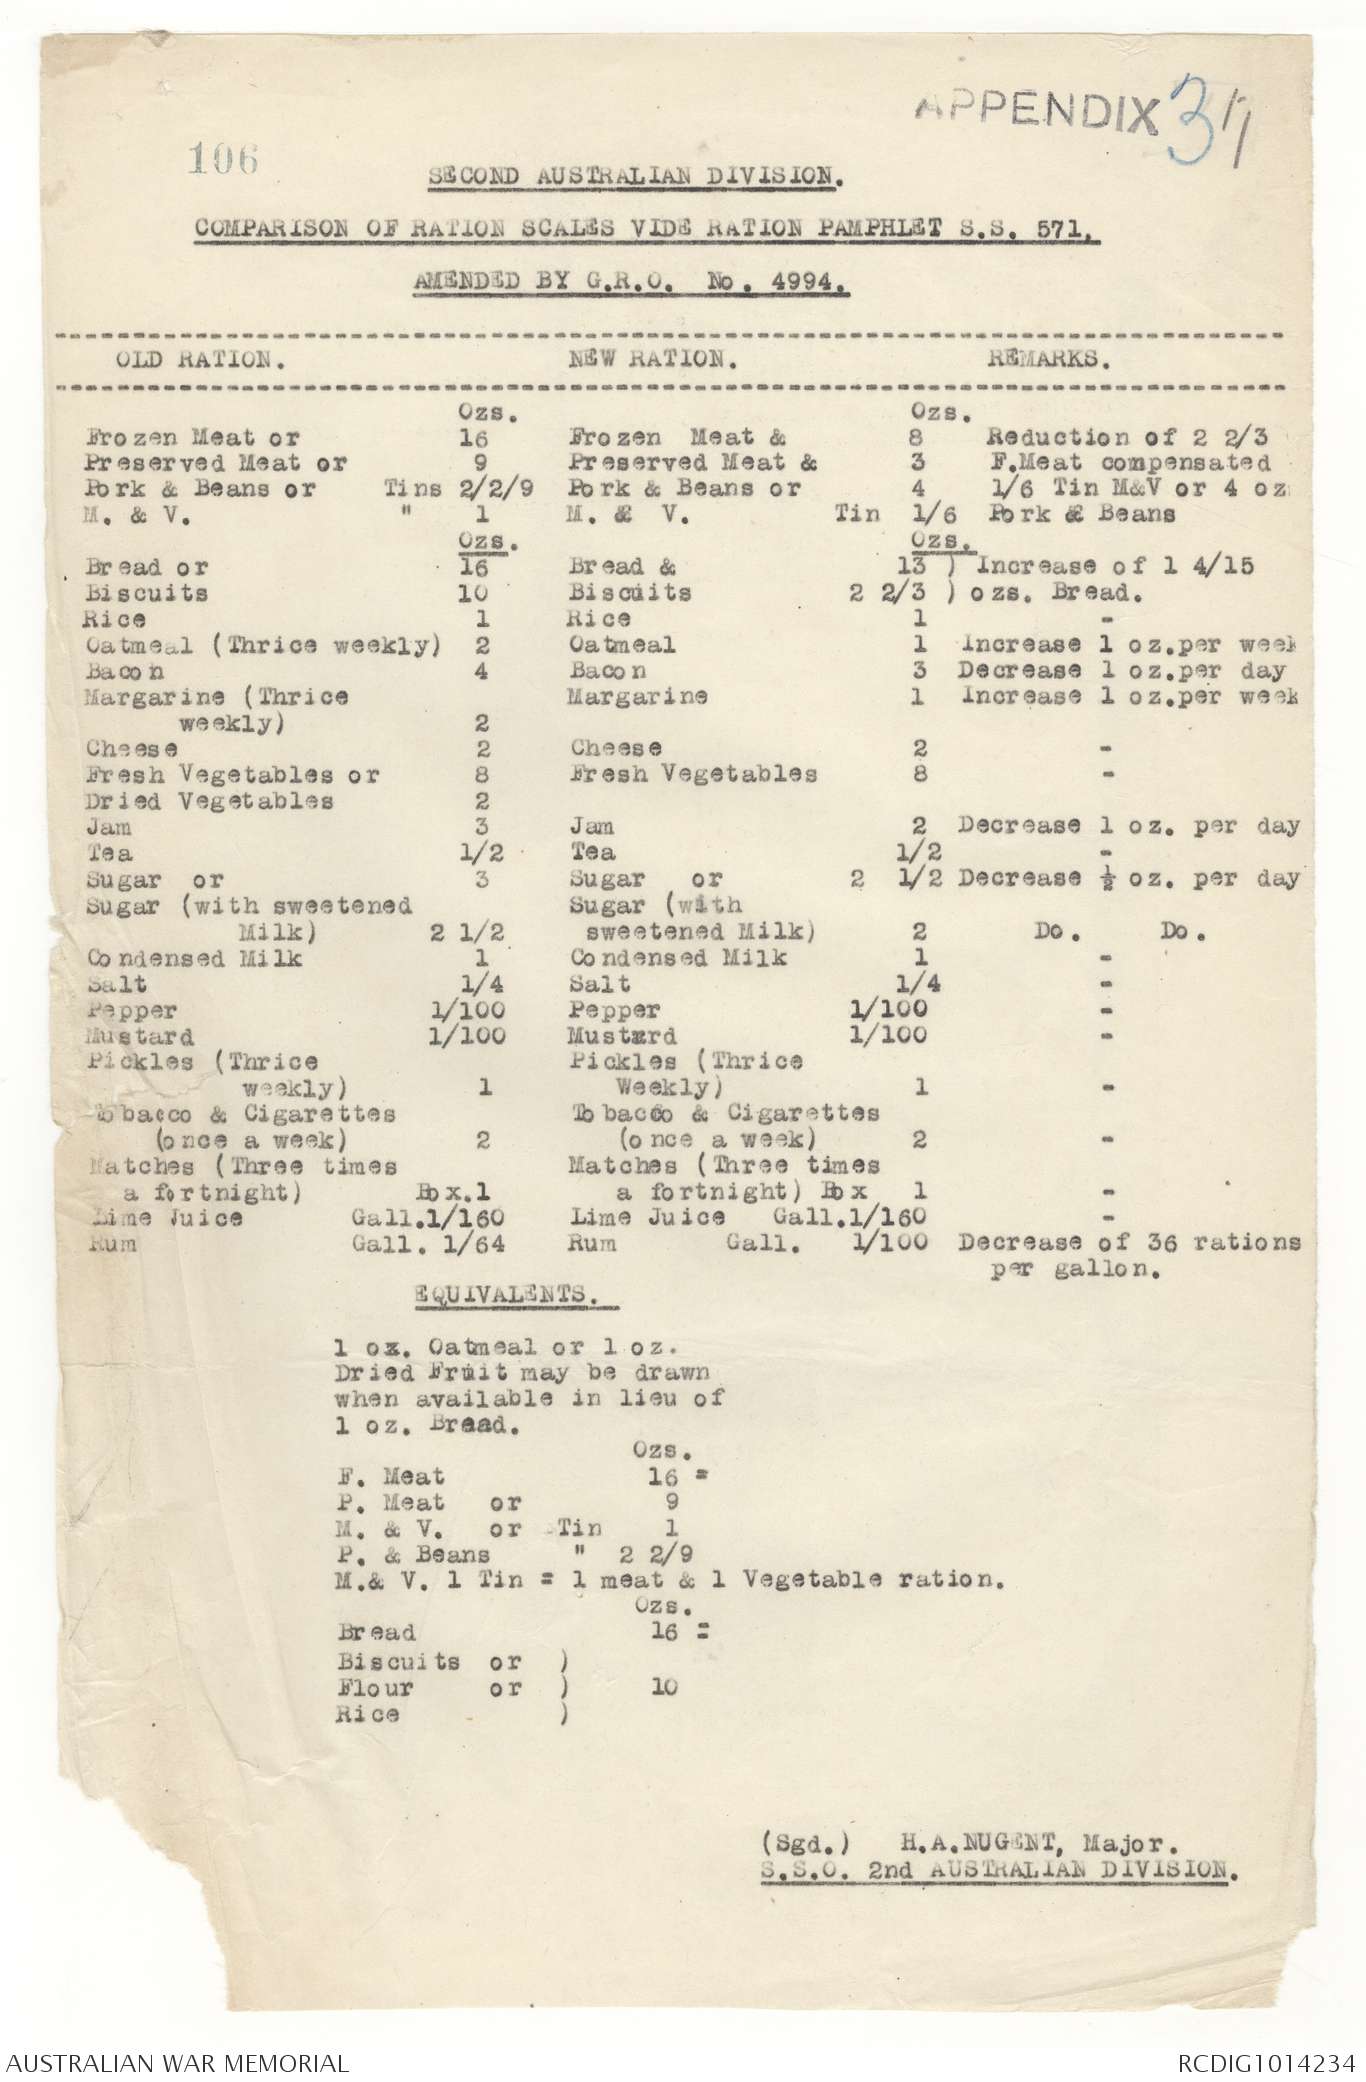 APPENDIX 37
106
SECOND AUSTRALIAN DIVISION.
COMPARISON OF RATION SCALES VIDE RATION PAMPHLET S.S. 571,
AMENDED BY G.R.O. No. 4994.
OLD RATION. NEW RATION. REMARKS.
Ozs. Ozs.
Frozen Meat or 16 Frozen Meat & 8 Reduction of 2 2/3
Preserved Meat or 9 Preserved Meat & 3 F.Meat compensated
Pork & Beans or Tins 2/2/9 Pork & Beans or 4 1/6 Tin M&V or 4 oz
M. & V. " 1 M. & V. Tin 1/6 Pork & Beans
Ozs. Ozs.
Bread or 16 Bread & 13 ) Increase of 1 4/15
Biscuits 10 Biscuits 2 2/3 ) ozs. Bread.
Rice 1 Rice 1 -
Oatmeal (Thrice weekly) 2 Oatmeal 1 Increase 1 oz.per week
Bacon 4 Bacon 3 Decrease 1 oz.per day
Margarine (Thrice Margarine 1 Increase 1 oz.per week
weekly) 2
Cheese 2 Cheese 2 -
Fresh Vegetables or 8 Fresh Vegetables 8 -
Dried Vegetables 2
Jam 3 Jam 2 Decrease 1 oz. per day
Tea 1/2 Tea 1/2 -
Sugar or 3 Sugar or 2 1/2 Decrease ½ oz. per day
Sugar (with sweetened Sugar (with
Milk) 2 1/2 sweetened Milk) 2 Do. Do.
Condensed Milk 1 Condensed Milk 1 -
Salt 1/4 Salt 1/4 -
Pepper 1/100 Pepper 1/100 -
Mustard 1/100 Mustard 1/100 -
Pickles (Thrice Pickles (Thrice
weekly) 1 Weekly) 1 -
Tobacco & Cigarettes Tobacco & Cigarettes
(once a week) 2 (once a week) 2 -
Matches (Three times Matches (Three times
a fortnight) Box.1 a fortnight) Box 1 -
Lime Juice Gall.1/160 Lime Juice Gall.1/160 -
Rum Gall. 1/64 Rum Gall. 1/100 Decrease of 36 rations
per gallon.
EQUIVALENTS.
1 oz. Oatmeal or 1 oz.
Dried Fruit may be drawn
when available in lieu of
1 oz. Bread.
Ozs.
F. Meat 16 =
P. Meat or 9
M. & V. or Tin 1
P. & Beans " 2 2/9
M.& V. 1 Tin = 1 meat & 1 Vegetable ration.
Ozs.
Bread 16 =
Biscuits or )
Flour or ) 10
Rice )
(Sgd.) H.A.NUGENT, Major.
S.S.O. 2nd AUSTRALIAN DIVISION.
AUSTRALIAN WAR MEMORIAL RCDIG1014234